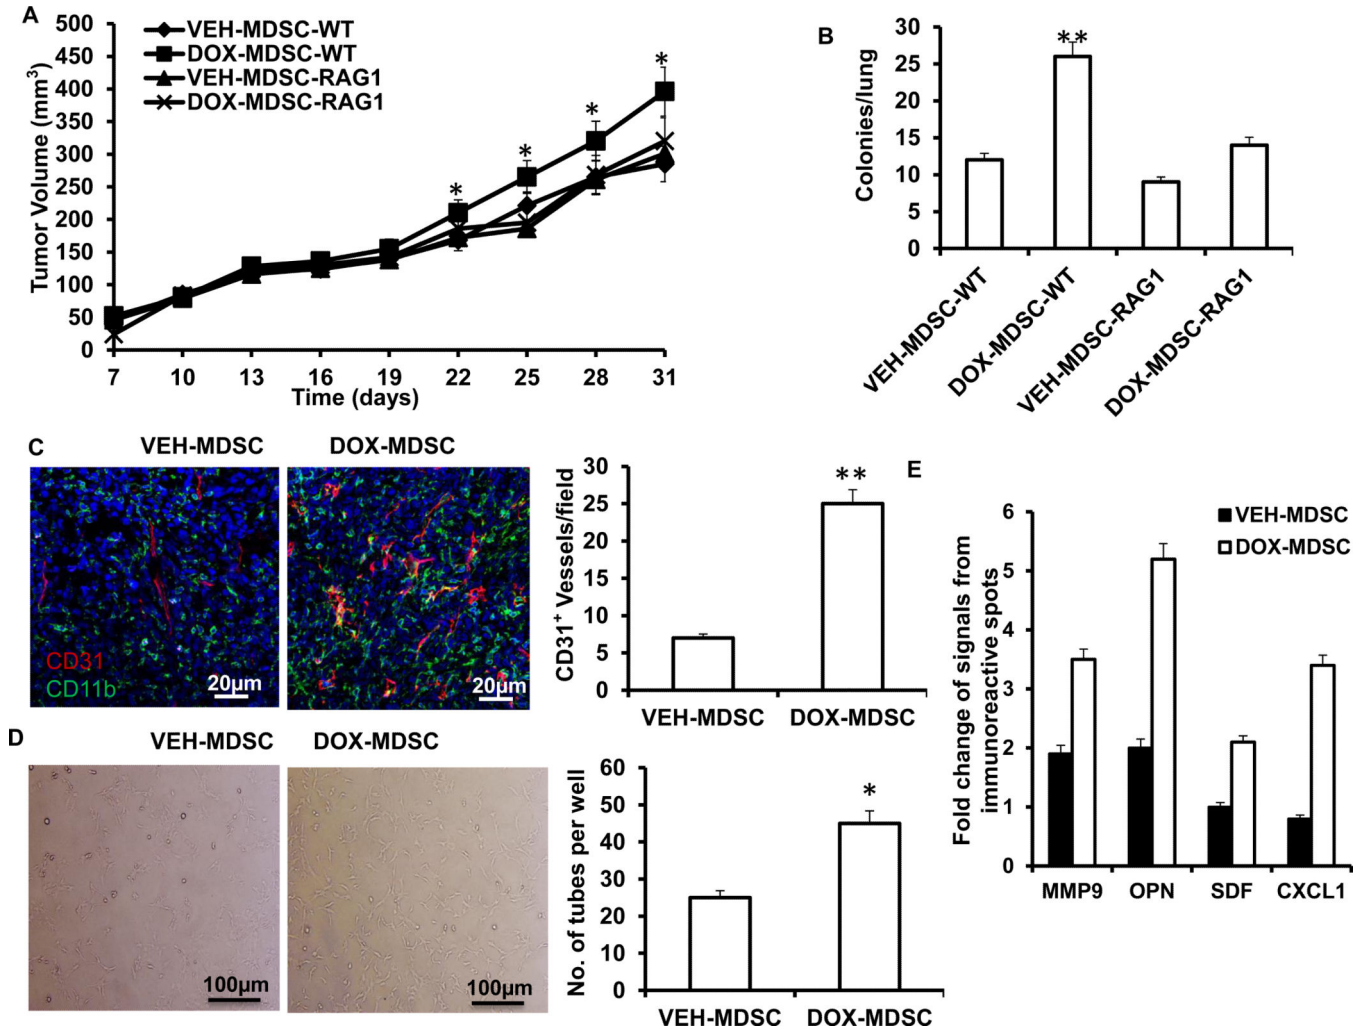 A
500
450
400
350
300
250
200
150
100
50
0
Tumor Volume (mm³)
VEH-MDSC-WT
DOX-MDSC-WT
VEH-MDSC-RAG1
DOX-MDSC-RAG1
* * * *
7 10 13 16 19 22 25 28 31
Time (days)
B
30
25
20
15
10
5
0
Colonies/lung
**
VEH-MDSC-WT
DOX-MDSC-WT
VEH-MDSC-RAG1
DOX-MDSC-RAG1
C
VEH-MDSC DOX-MDSC
CD31
CD11b
20µm
20µm
30
25
20
15
10
5
0
CD31⁺ Vessels/field
**
VEH-MDSC DOX-MDSC
D
VEH-MDSC DOX-MDSC
100µm
100µm
60
50
40
30
20
10
0
No. of tubes per well
*
VEH-MDSC DOX-MDSC
E
6
5
4
3
2
1
0
Fold change of signals from
immunoreactive spots
VEH-MDSC
DOX-MDSC
MMP9 OPN SDF CXCL1